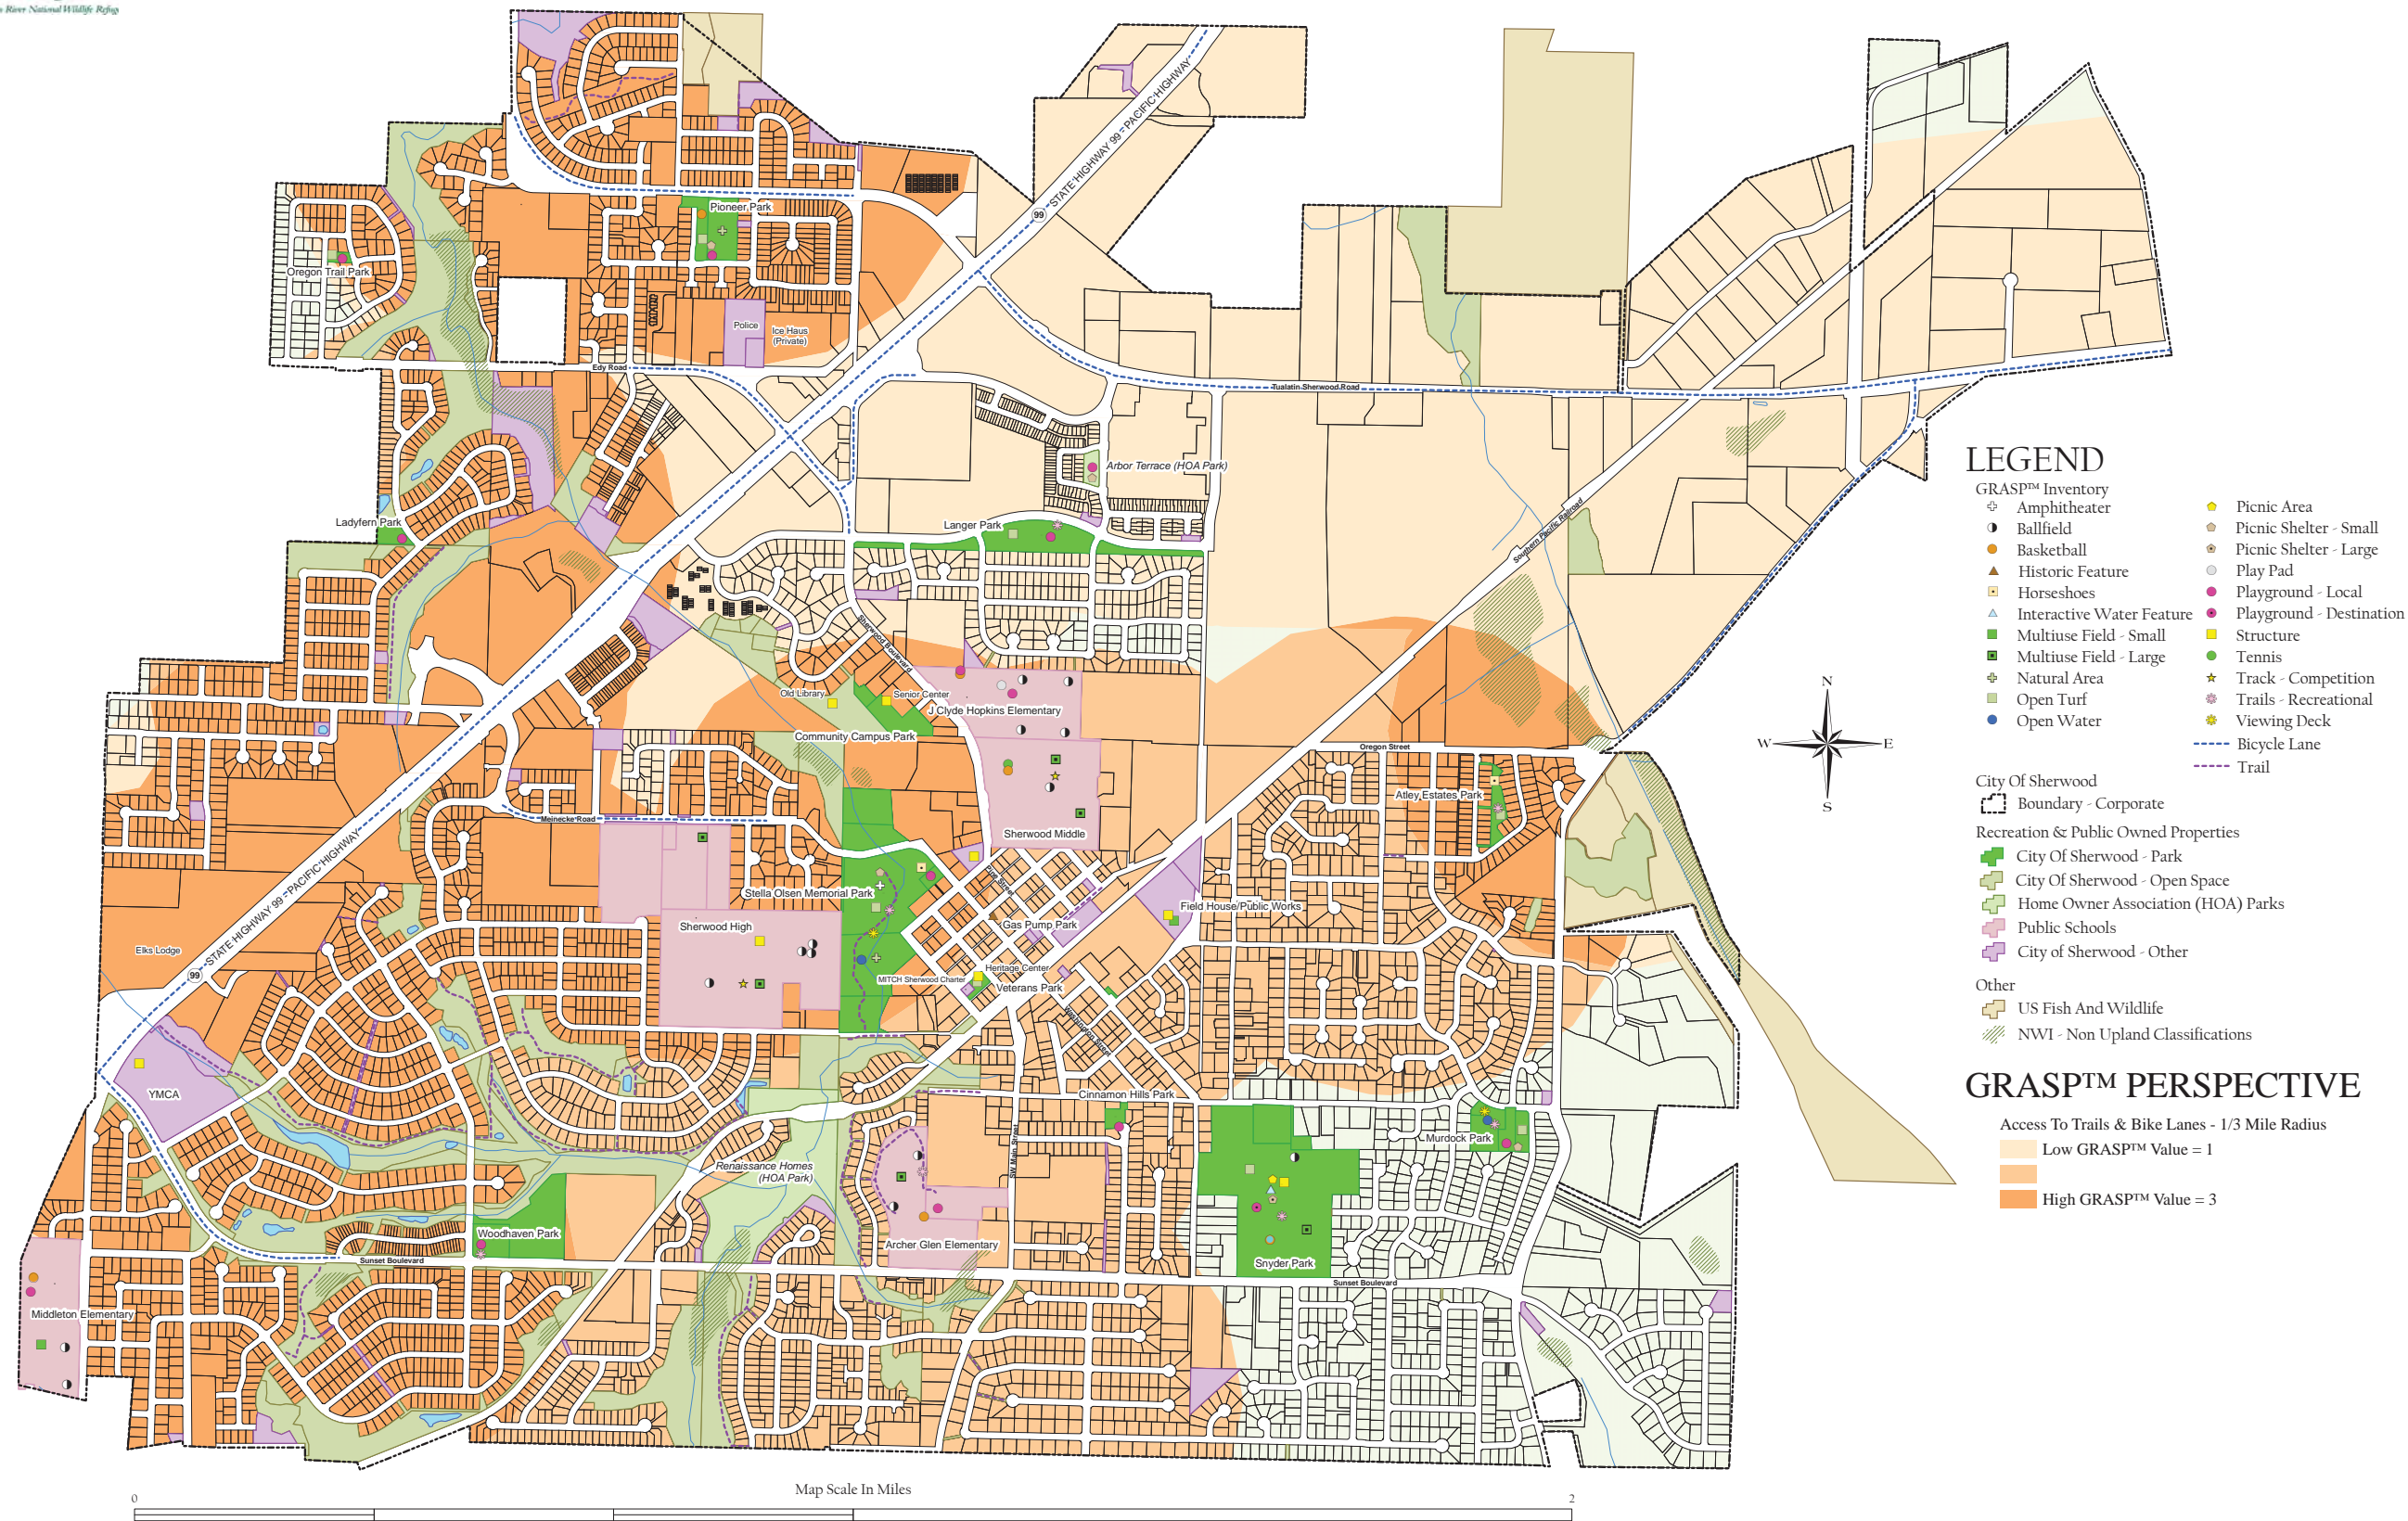 River National Wildlife Refuge
STATE HIGHWAY 99 - PACIFIC HIGHWAY
99
Pioneer Park
Oregon Trail Park
Police
Ice Haus
(Private)
Edy Road
Tualatin Sherwood Road
Arbor Terrace (HOA Park)
Ladyfern Park
Langer Park
Southern Pacific Railroad
Sherwood Boulevard
Old Library
Senior Center
J Clyde Hopkins Elementary
Community Campus Park
Oregon Street
Atley Estates Park
Meinecke Road
Sherwood Middle
Pine Street
Stella Olsen Memorial Park
Field House/Public Works
Gas Pump Park
Sherwood High
Elks Lodge
STATE HIGHWAY 99 - PACIFIC HIGHWAY
99
MITCH Sherwood Charter
Heritage Center
Veterans Park
Washington Street
YMCA
Cinnamon Hills Park
Murdock Park
SW Main Street
Renaissance Homes
(HOA Park)
Woodhaven Park
Archer Glen Elementary
Snyder Park
Sunset Boulevard
Sunset Boulevard
Middleton Elementary
N
W
E
S
LEGEND
GRASP™ Inventory
Amphitheater
Ballfield
Basketball
Historic Feature
Horseshoes
Interactive Water Feature
Multiuse Field - Small
Multiuse Field - Large
Natural Area
Open Turf
Open Water
Picnic Area
Picnic Shelter - Small
Picnic Shelter - Large
Play Pad
Playground - Local
Playground - Destination
Structure
Tennis
Track - Competition
Trails - Recreational
Viewing Deck
Bicycle Lane
Trail
City Of Sherwood
Boundary - Corporate
Recreation & Public Owned Properties
City Of Sherwood - Park
City Of Sherwood - Open Space
Home Owner Association (HOA) Parks
Public Schools
City of Sherwood - Other
Other
US Fish And Wildlife
NWI - Non Upland Classifications
GRASP™ PERSPECTIVE
Access To Trails & Bike Lanes - 1/3 Mile Radius
Low GRASP™ Value = 1
High GRASP™ Value = 3
Map Scale In Miles
0
2